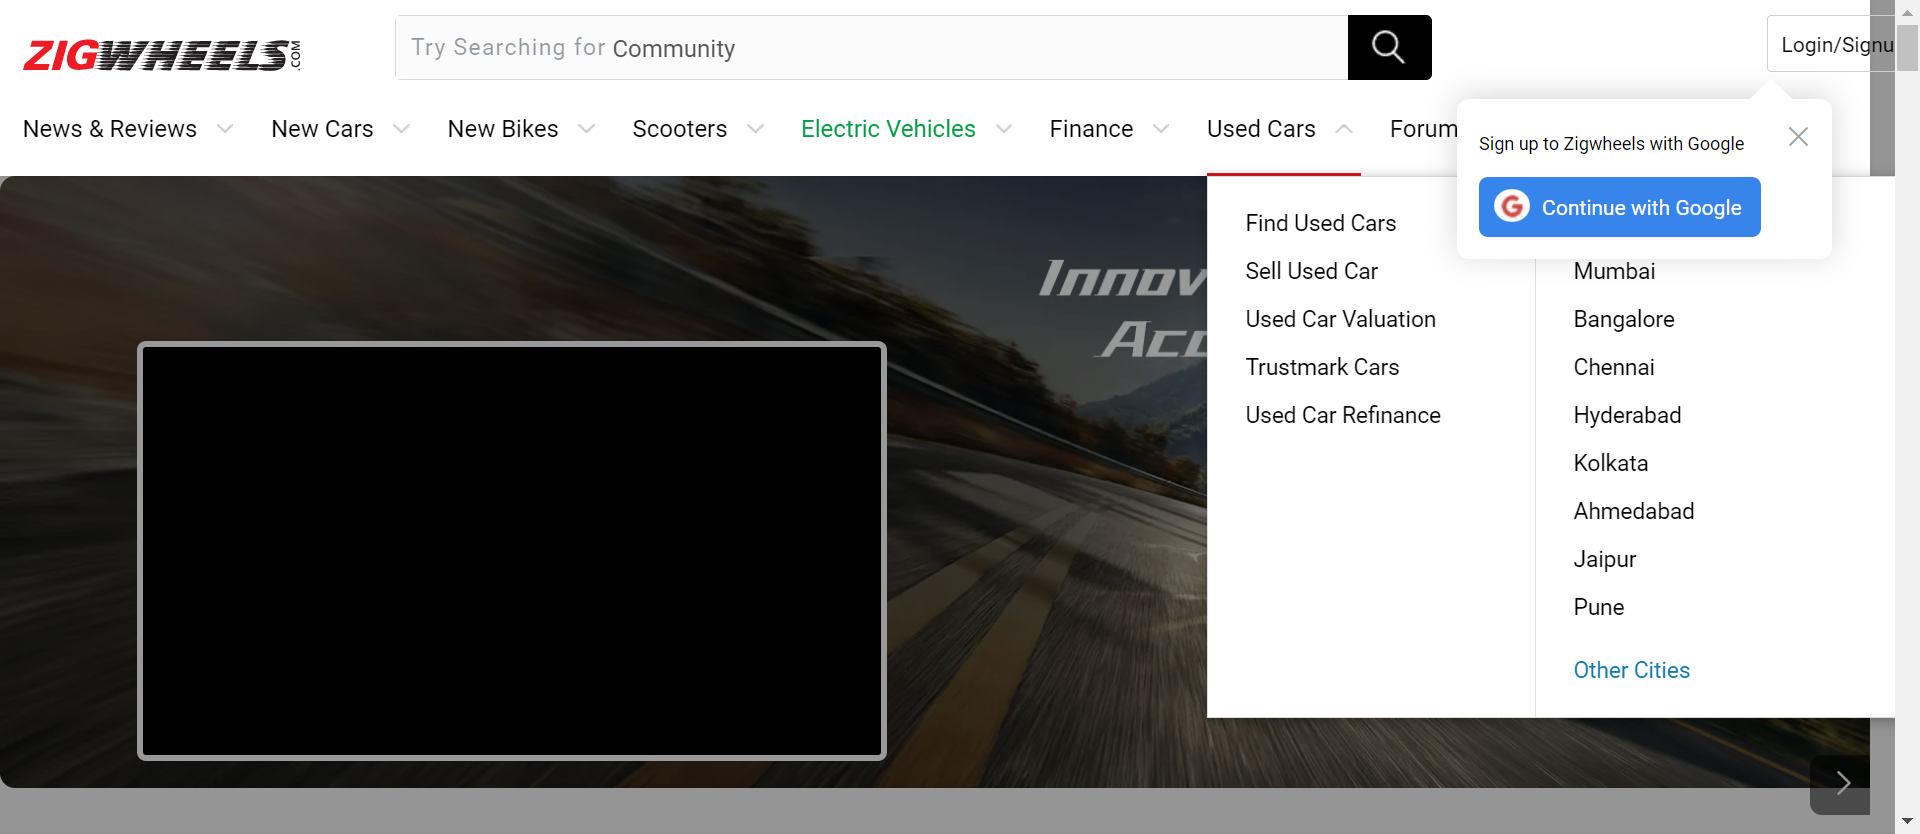 ZIGWHEELS.COM
Try Searching for Community
Login/Signu
News & Reviews
New Cars
New Bikes
Scooters
Electric Vehicles
Finance
Used Cars
Forum
Sign up to Zigwheels with Google
G Continue with Google
Find Used Cars
Sell Used Car
Used Car Valuation
Trustmark Cars
Used Car Refinance
Mumbai
Bangalore
Chennai
Hyderabad
Kolkata
Ahmedabad
Jaipur
Pune
Other Cities
Innov
Acc